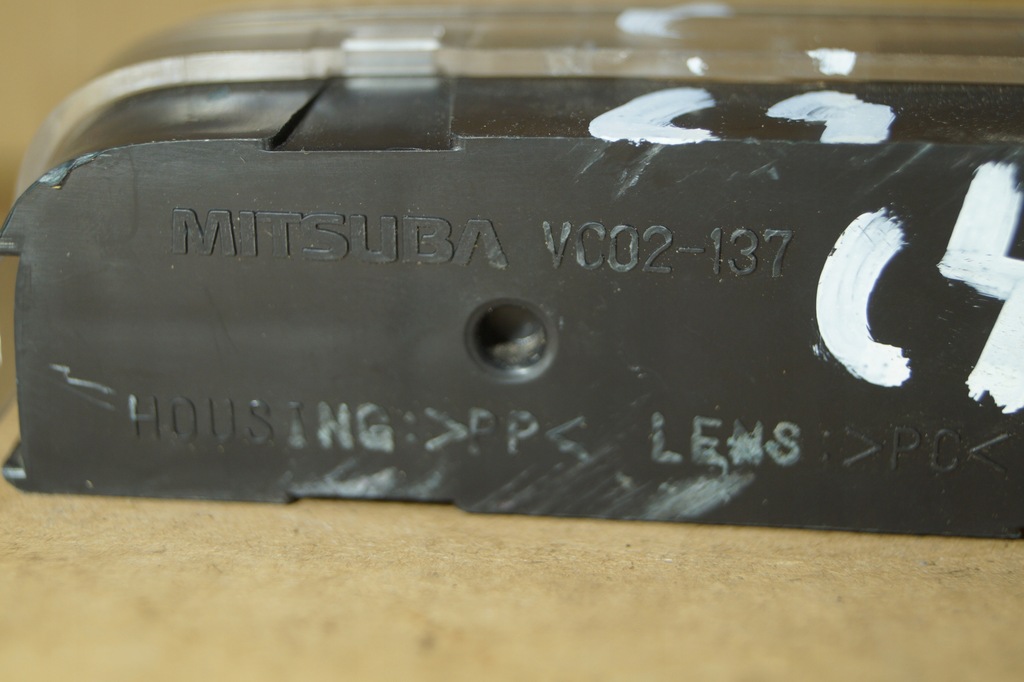 MITSUBA VC02-137
HOUSING:>PP< LENS:>PC<